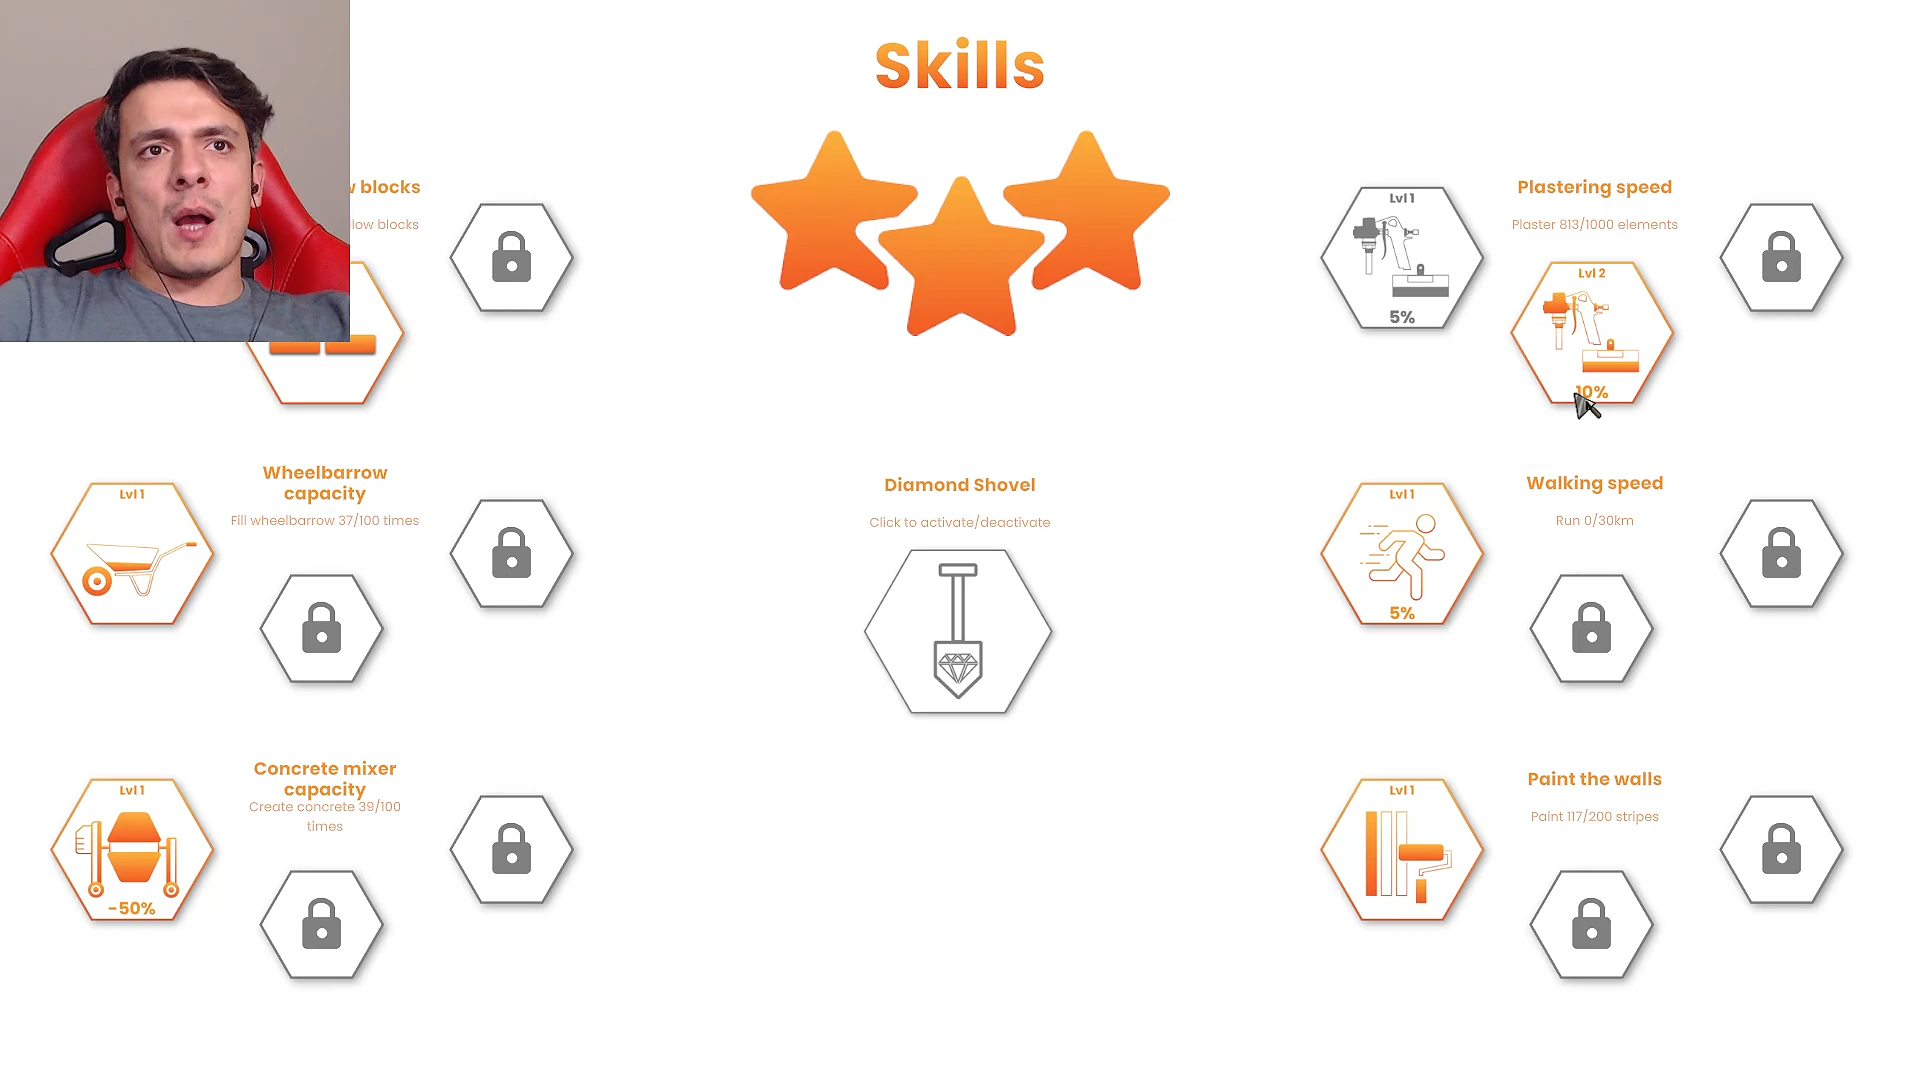 Skills
blocks
llow blocks
Wheelbarrow
capacity
Fill wheelbarrow 37/100 times
Lvl 1
Concrete mixer
capacity
Create concrete 39/100
times
Lvl 1
-50%
Diamond Shovel
Click to activate/deactivate
Plastering speed
Plaster 813/1000 elements
Lvl 1
5%
Lvl 2
10%
Walking speed
Run 0/30km
Lvl 1
5%
Paint the walls
Paint 117/200 stripes
Lvl 1